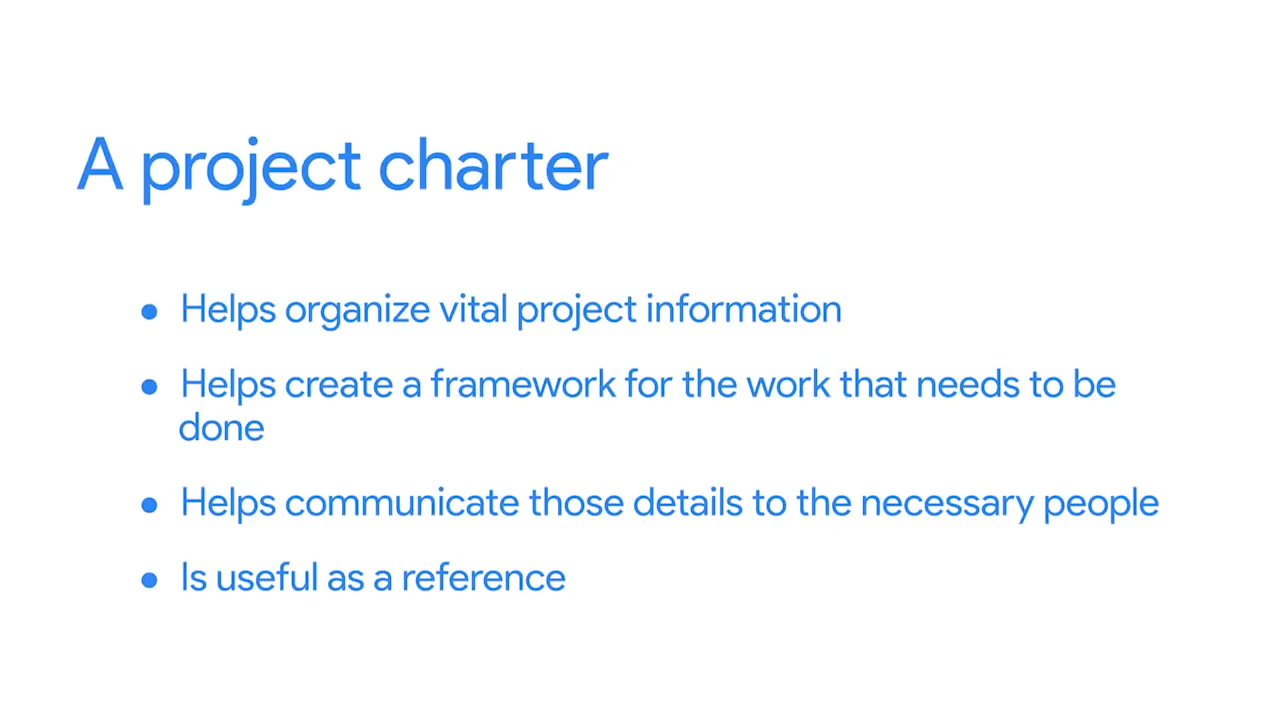 A project charter
● Helps organize vital project information
● Helps create a framework for the work that needs to be
done
● Helps communicate those details to the necessary people
● Is useful as a reference